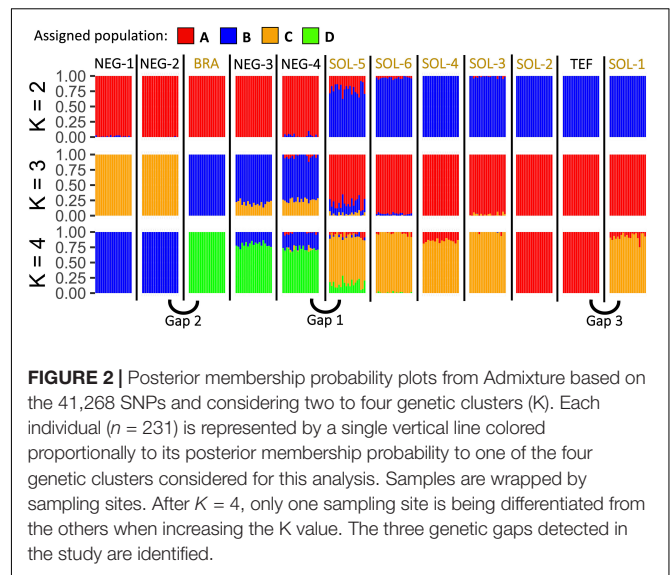 Assigned population: A B C D
NEG-1 NEG-2 BRA NEG-3 NEG-4 SOL-5 SOL-6 SOL-4 SOL-3 SOL-2 TEF SOL-1
K = 2
1.00
0.75
0.50
0.25
0.00
K = 3
1.00
0.75
0.50
0.25
0.00
K = 4
1.00
0.75
0.50
0.25
0.00
Gap 2 Gap 1 Gap 3
FIGURE 2 | Posterior membership probability plots from Admixture based on
the 41,268 SNPs and considering two to four genetic clusters (K). Each
individual (n = 231) is represented by a single vertical line colored
proportionally to its posterior membership probability to one of the four
genetic clusters considered for this analysis. Samples are wrapped by
sampling sites. After K = 4, only one sampling site is being differentiated from
the others when increasing the K value. The three genetic gaps detected in
the study are identified.